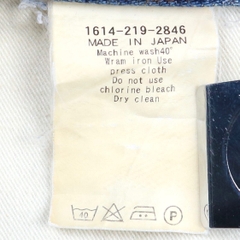 1614-219-2846
MADE IN JAPAN
Machine wash40°
Wram iron Use
press cloth
Do not use
chlorine bleach
Dry clean
40
P